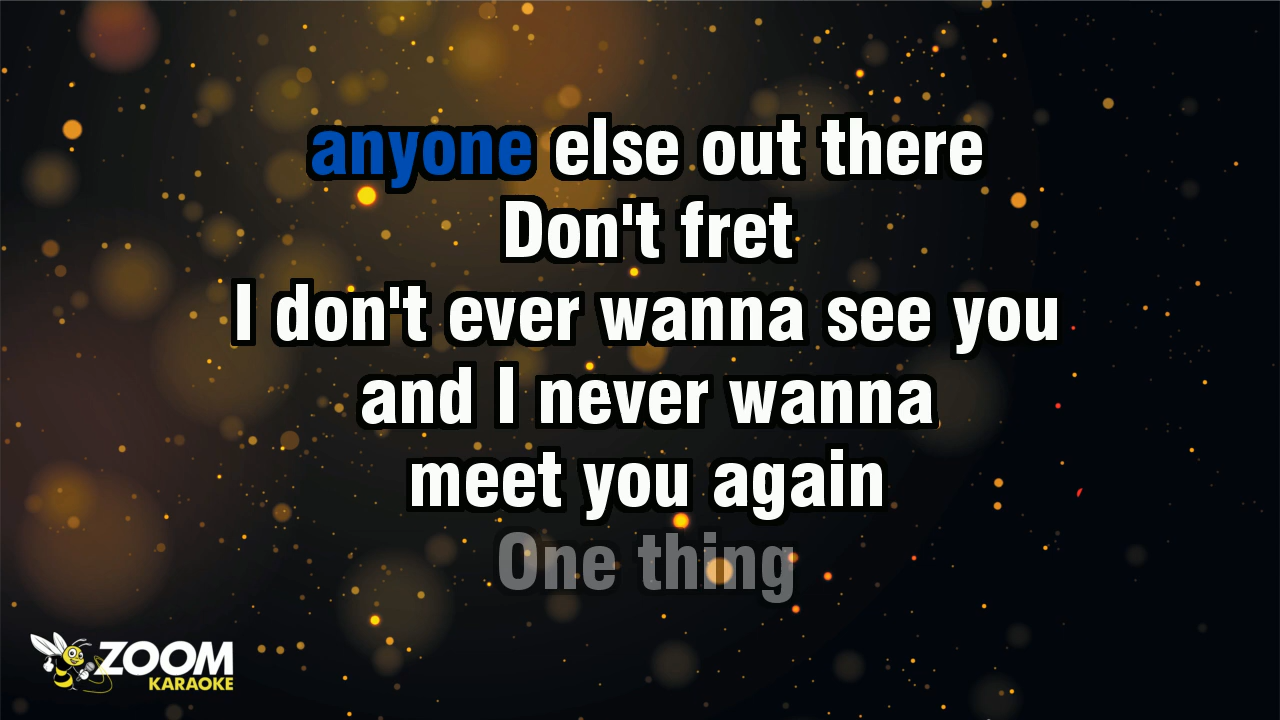 anyone else out there
Don't fret
I don't ever wanna see you
and I never wanna
meet you again
One thing
ZOOM
KARAOKE